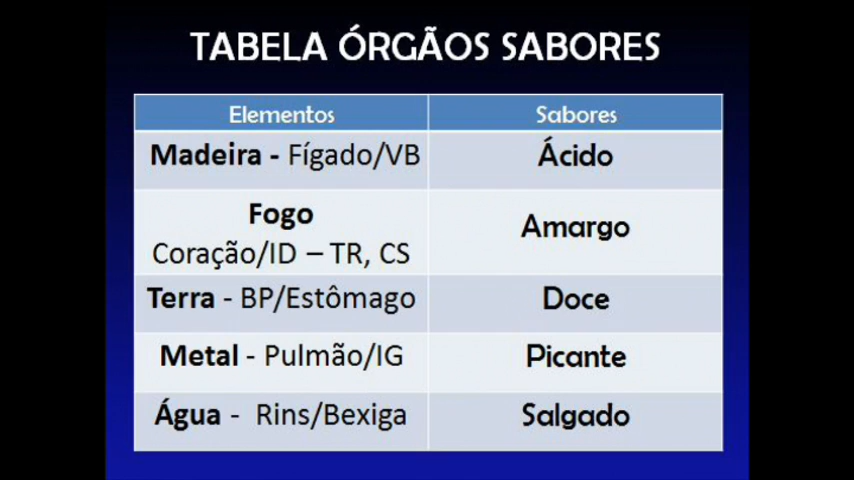 TABELA ÓRGÃOS SABORES
Elementos Sabores
Madeira - Fígado/VB Ácido
Fogo
Coração/ID – TR, CS Amargo
Terra - BP/Estômago Doce
Metal - Pulmão/IG Picante
Água - Rins/Bexiga Salgado